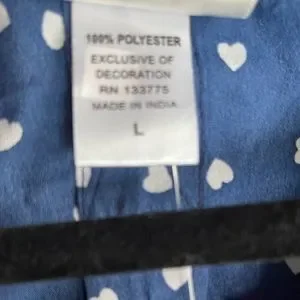 100% POLYESTER
EXCLUSIVE OF
DECORATION
RN 133775
MADE IN INDIA
L